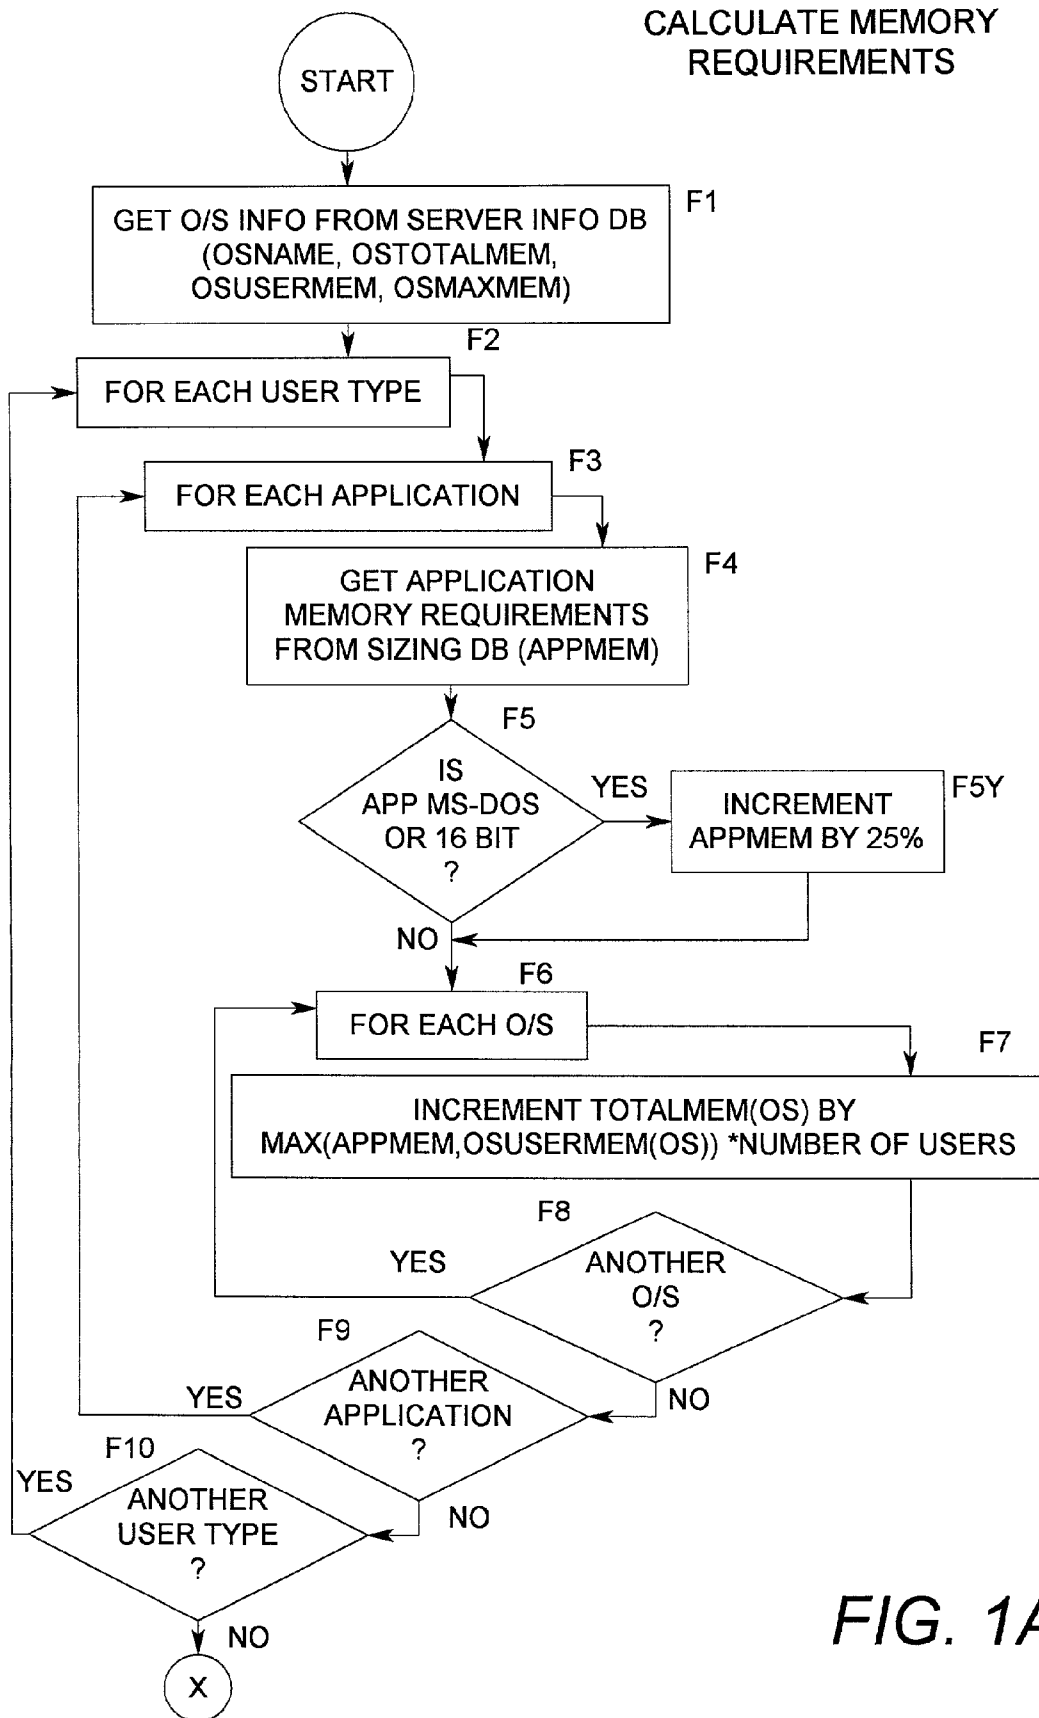 CALCULATE MEMORY
REQUIREMENTS
START
F1
GET O/S INFO FROM SERVER INFO DB
(OSNAME, OSTOTALMEM,
OSUSERMEM, OSMAXMEM)
F2
FOR EACH USER TYPE
F3
FOR EACH APPLICATION
F4
GET APPLICATION
MEMORY REQUIREMENTS
FROM SIZING DB (APPMEM)
F5
IS
APP MS-DOS
OR 16 BIT
?
YES
F5Y
INCREMENT
APPMEM BY 25%
NO
F6
FOR EACH O/S
F7
INCREMENT TOTALMEM(OS) BY
MAX(APPMEM,OSUSERMEM(OS)) *NUMBER OF USERS
F8
YES
ANOTHER
O/S
?
NO
F9
YES
ANOTHER
APPLICATION
?
NO
F10
YES
ANOTHER
USER TYPE
?
NO
X
FIG. 1A